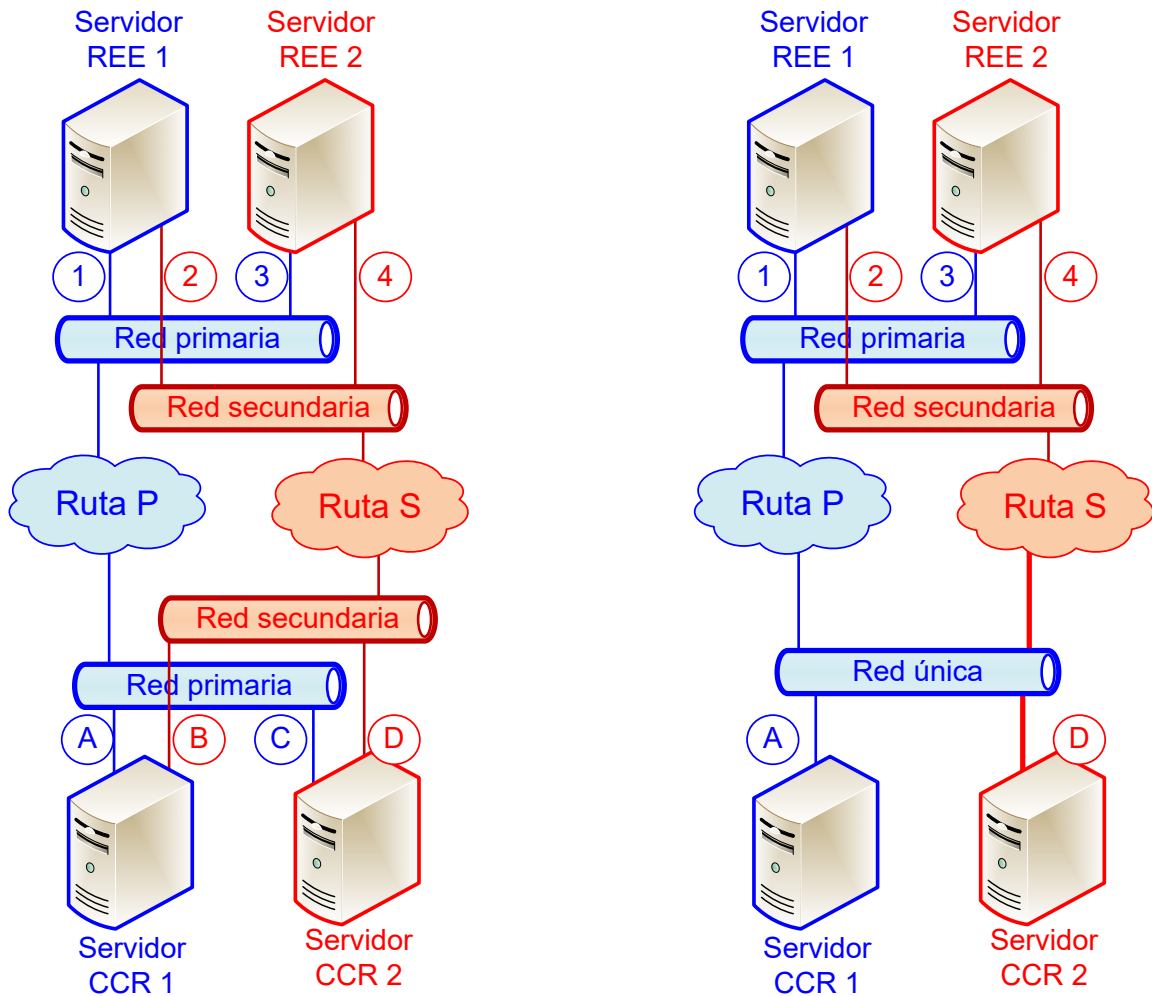 Servidor
REE 1
Servidor
REE 2
1
2
3
4
Red primaria
Red secundaria
Ruta P
Ruta S
Red secundaria
Red primaria
A
B
C
D
Servidor
CCR 1
Servidor
CCR 2
Servidor
REE 1
Servidor
REE 2
1
2
3
4
Red primaria
Red secundaria
Ruta P
Ruta S
Red única
A
D
Servidor
CCR 1
Servidor
CCR 2